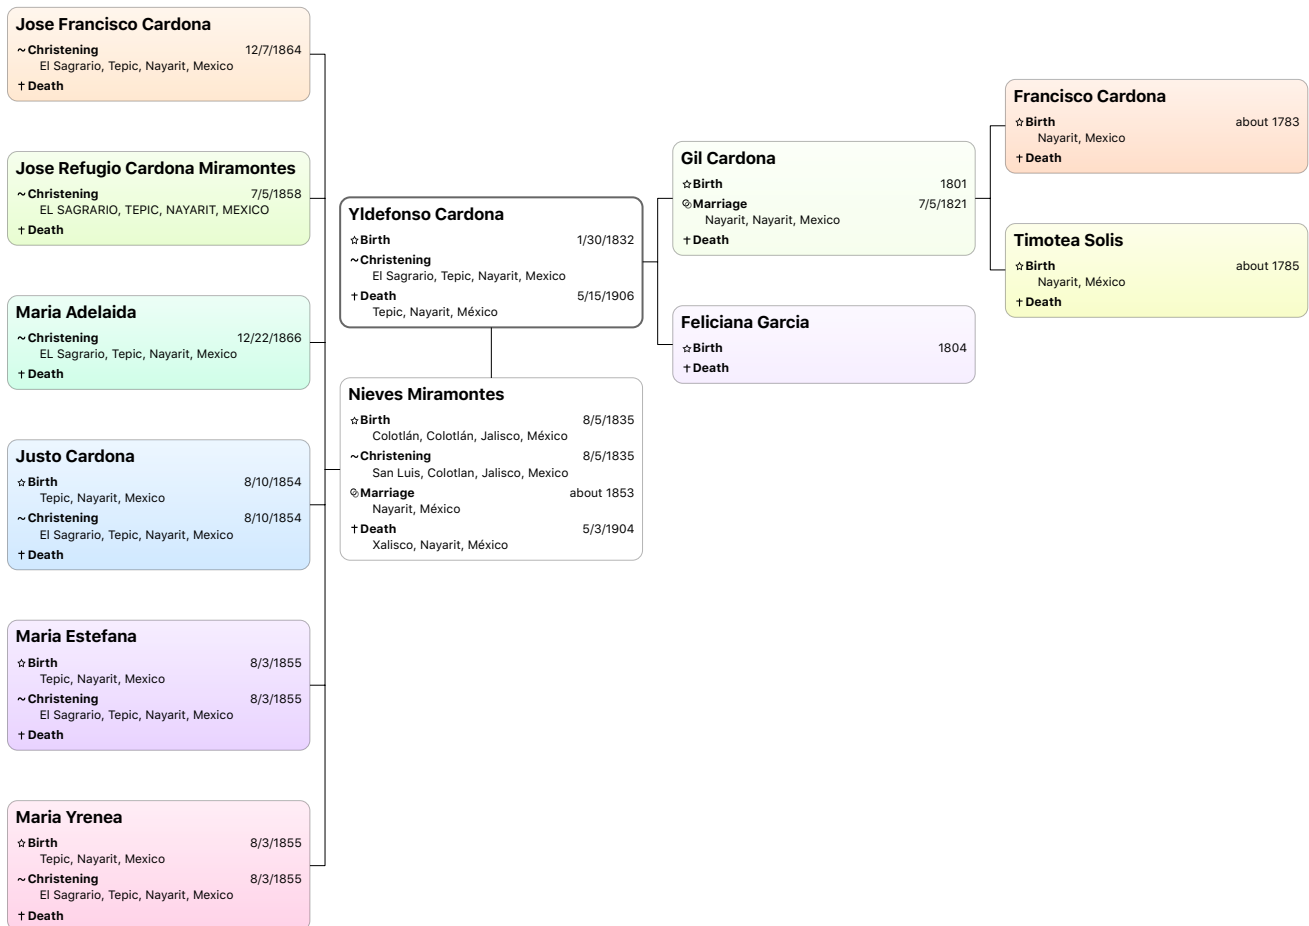 Jose Francisco Cardona
~Christening 12/7/1864
El Sagrario, Tepic, Nayarit, Mexico
†Death
Jose Refugio Cardona Miramontes
~Christening 7/5/1858
EL SAGRARIO, TEPIC, NAYARIT, MEXICO
†Death
Maria Adelaida
~Christening 12/22/1866
EL Sagrario, Tepic, Nayarit, Mexico
†Death
Justo Cardona
☆Birth 8/10/1854
Tepic, Nayarit, Mexico
~Christening 8/10/1854
El Sagrario, Tepic, Nayarit, Mexico
†Death
Maria Estefana
☆Birth 8/3/1855
Tepic, Nayarit, Mexico
~Christening 8/3/1855
El Sagrario, Tepic, Nayarit, Mexico
†Death
Maria Yrenea
☆Birth 8/3/1855
Tepic, Nayarit, Mexico
~Christening 8/3/1855
El Sagrario, Tepic, Nayarit, Mexico
†Death
Yldefonso Cardona
☆Birth 1/30/1832
~Christening
El Sagrario, Tepic, Nayarit, Mexico
†Death 5/15/1906
Tepic, Nayarit, México
Nieves Miramontes
☆Birth 8/5/1835
Colotlán, Colotlán, Jalisco, México
~Christening 8/5/1835
San Luis, Colotlan, Jalisco, Mexico
⚭Marriage about 1853
Nayarit, México
†Death 5/3/1904
Xalisco, Nayarit, México
Gil Cardona
☆Birth 1801
⚭Marriage 7/5/1821
Nayarit, Nayarit, Mexico
†Death
Feliciana Garcia
☆Birth 1804
†Death
Francisco Cardona
☆Birth about 1783
Nayarit, Mexico
†Death
Timotea Solis
☆Birth about 1785
Nayarit, México
†Death